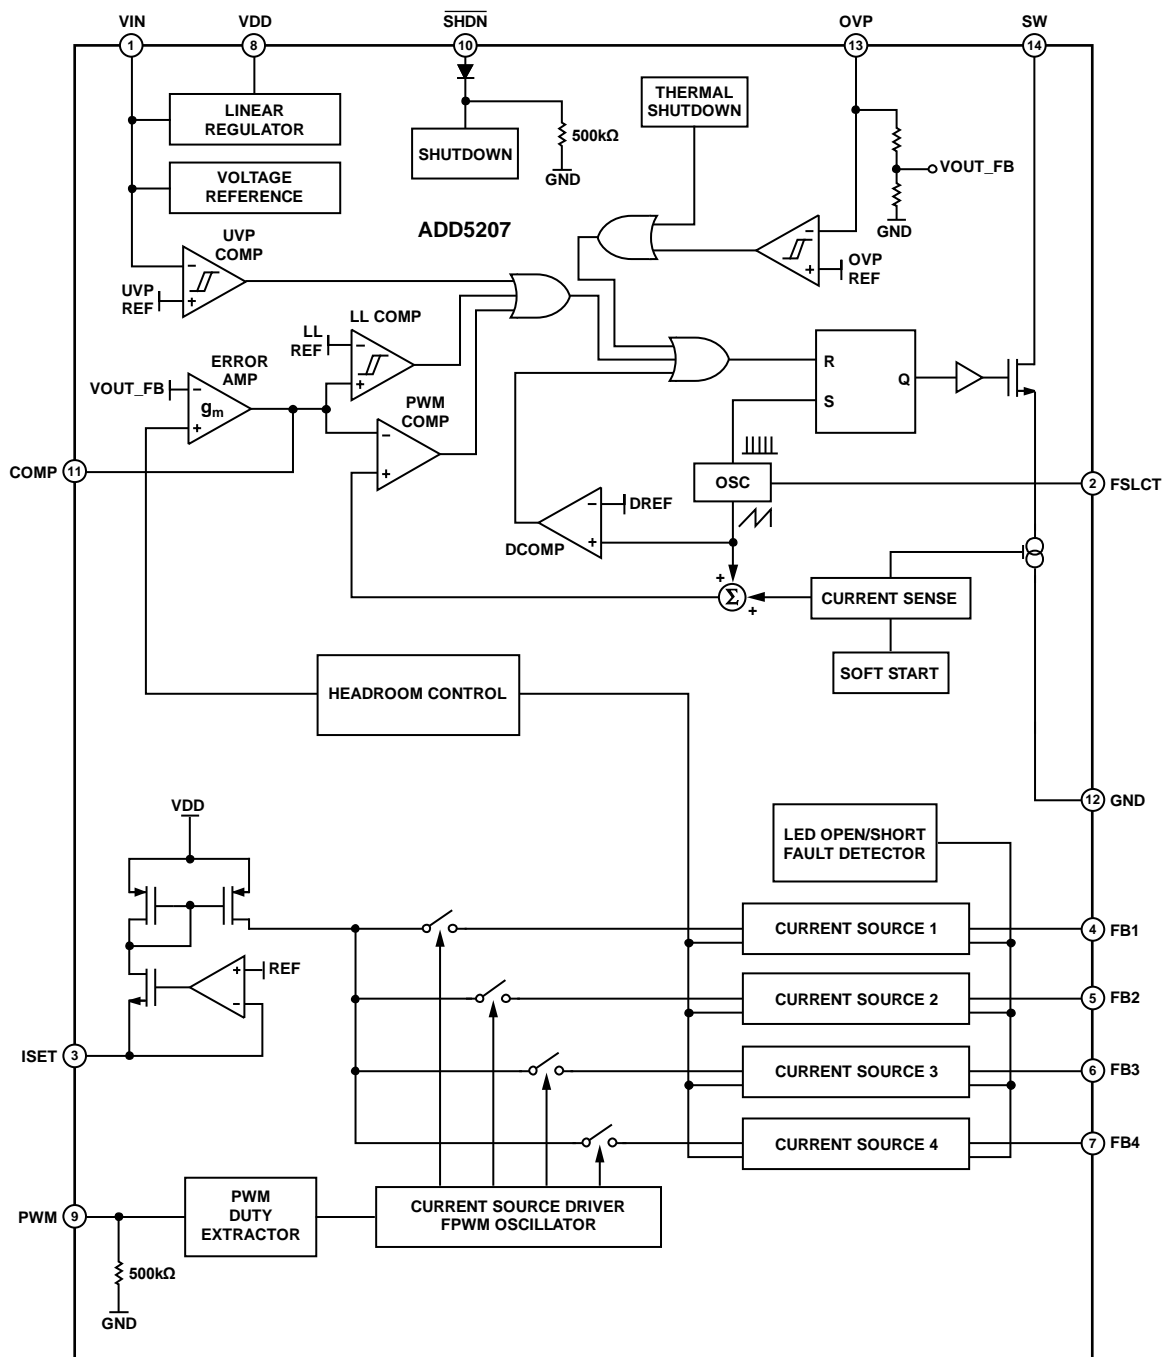 VIN VDD SHDN OVP SW
1 8 10 13 14
LINEAR
REGULATOR
VOLTAGE
REFERENCE
SHUTDOWN
500kΩ
GND
THERMAL
SHUTDOWN
VOUT_FB
GND
ADD5207
UVP
COMP
UVP
REF
OVP
REF
LL COMP
LL
REF
ERROR
AMP
VOUT_FB
gm
PWM
COMP
COMP 11
R
S
Q
OSC
2 FSLCT
DREF
DCOMP
Σ
CURRENT SENSE
SOFT START
HEADROOM CONTROL
12 GND
VDD
LED OPEN/SHORT
FAULT DETECTOR
CURRENT SOURCE 1
4 FB1
REF
CURRENT SOURCE 2
5 FB2
ISET 3
CURRENT SOURCE 3
6 FB3
CURRENT SOURCE 4
7 FB4
PWM 9
PWM
DUTY
EXTRACTOR
CURRENT SOURCE DRIVER
FPWM OSCILLATOR
500kΩ
GND